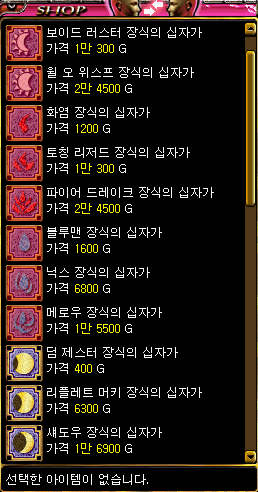 SHOP
보이드 러스터 장식의 십자가
가격 1만 300 G
윌 오 위스프 장식의 십자가
가격 2만 4500 G
화염 장식의 십자가
가격 1200 G
토칭 리저드 장식의 십자가
가격 1만 300 G
파이어 드레이크 장식의 십자가
가격 2만 4500 G
블루맨 장식의 십자가
가격 1600 G
닉스 장식의 십자가
가격 6800 G
메로우 장식의 십자가
가격 1만 5500 G
딤 제스터 장식의 십자가
가격 400 G
리플레트 머키 장식의 십자가
가격 6300 G
섀도우 장식의 십자가
가격 1만 6900 G
선택한 아이템이 없습니다.